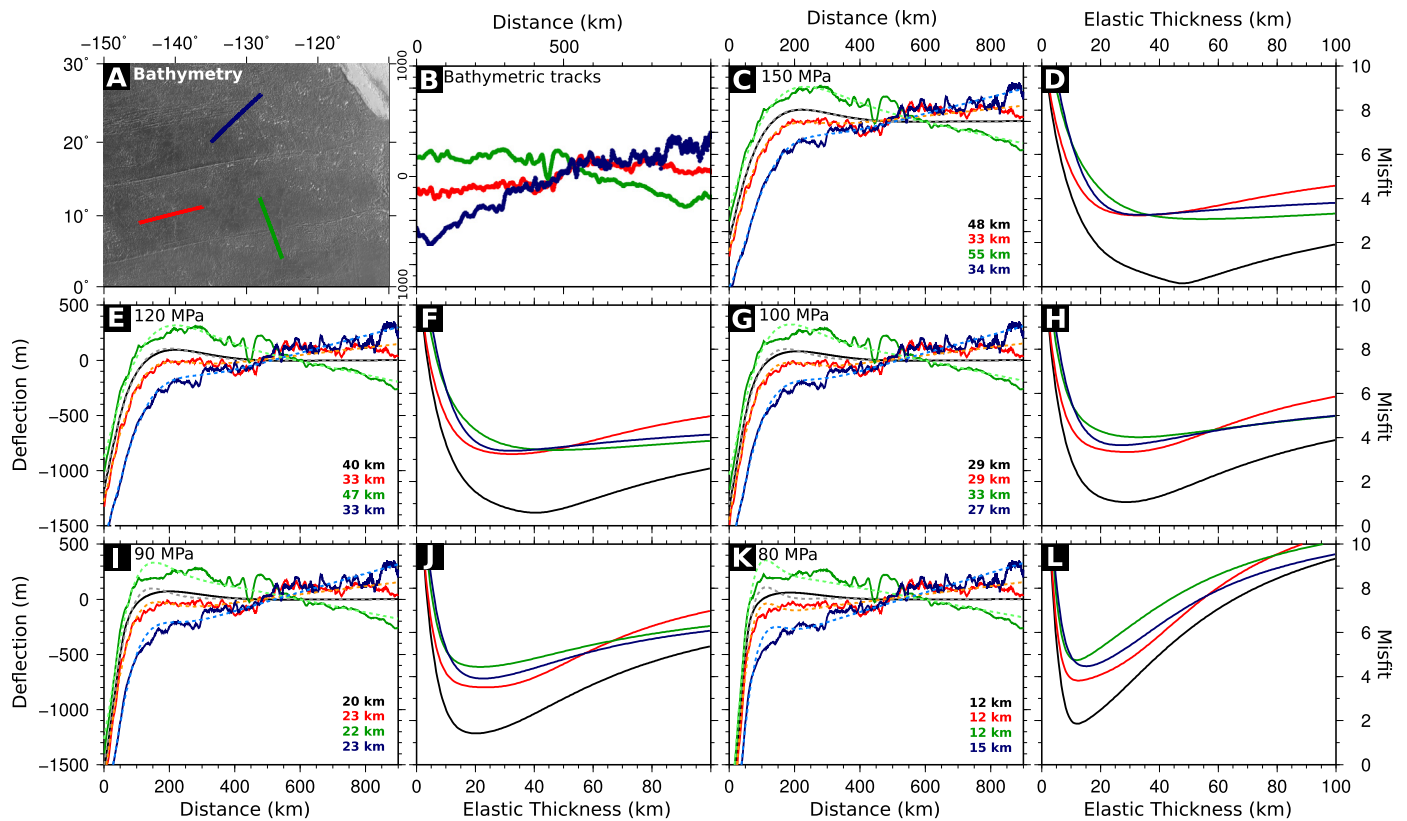 Distance (km)
Distance (km)
Elastic Thickness (km)
−150° −140° −130° −120°
0 500
0 200 400 600 800
0 20 40 60 80 100
A Bathymetry
B Bathymetric tracks
C 150 MPa
D
30°
20°
10°
0°
1000
0
1000
48 km
33 km
55 km
34 km
10
8
6
4
2
0
Misfit
E 120 MPa
F
G 100 MPa
H
500
0
−500
−1000
−1500
Deflection (m)
40 km
33 km
47 km
33 km
29 km
29 km
33 km
27 km
10
8
6
4
2
0
Misfit
I 90 MPa
J
K 80 MPa
L
500
0
−500
−1000
−1500
Deflection (m)
20 km
23 km
22 km
23 km
12 km
12 km
12 km
15 km
10
8
6
4
2
0
Misfit
0 200 400 600 800
0 20 40 60 80
0 200 400 600 800
0 20 40 60 80 100
Distance (km)
Elastic Thickness (km)
Distance (km)
Elastic Thickness (km)